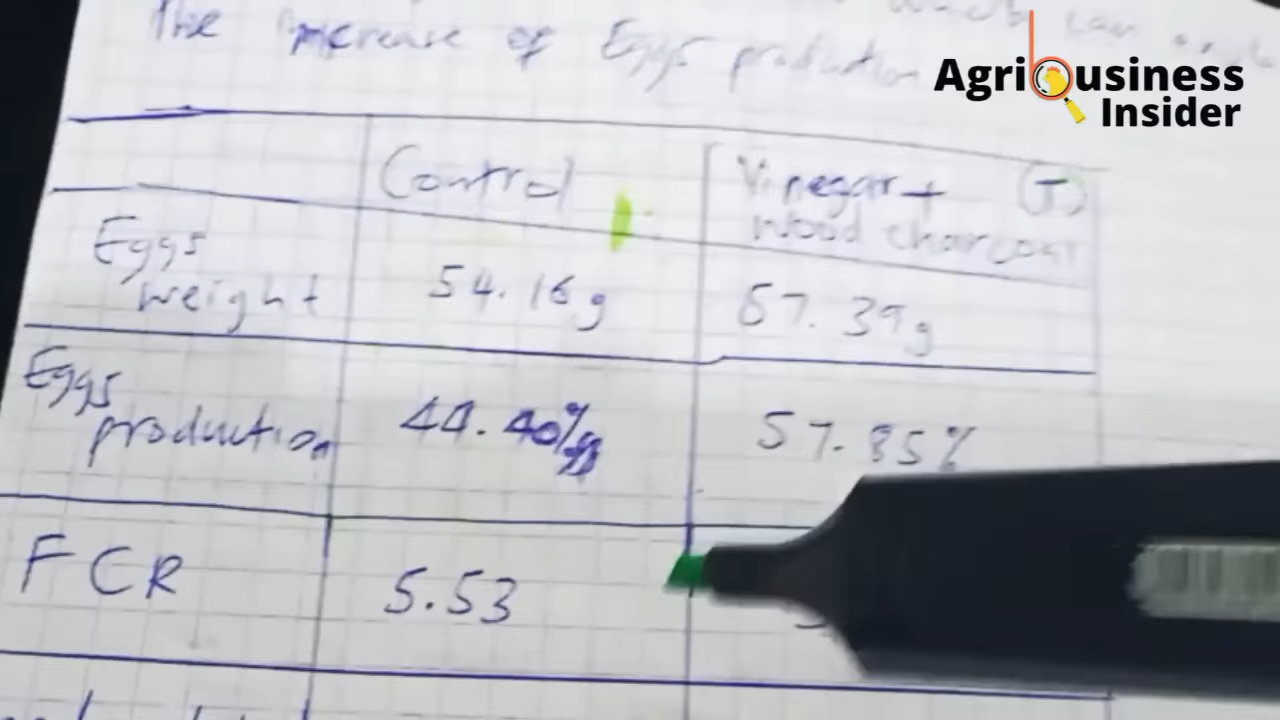 The increase of Eggs production
Agribusiness
Insider
Control
Vinegar + (T)
wood charcoal
Eggs
weight
54.16g
57.39g
Eggs
production
44.40%
57.85%
FCR
5.53